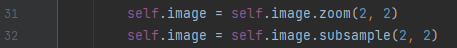 31 self.image = self.image.zoom(2, 2)
32 self.image = self.image.subsample(2, 2)